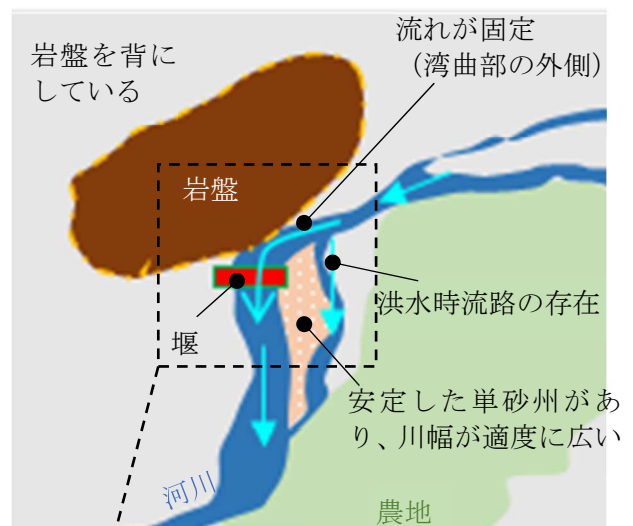 岩盤を背に
している
流れが固定
（湾曲部の外側）
岩盤
洪水時流路の存在
堰
安定した単砂州があ
り、川幅が適度に広い
河川
農地